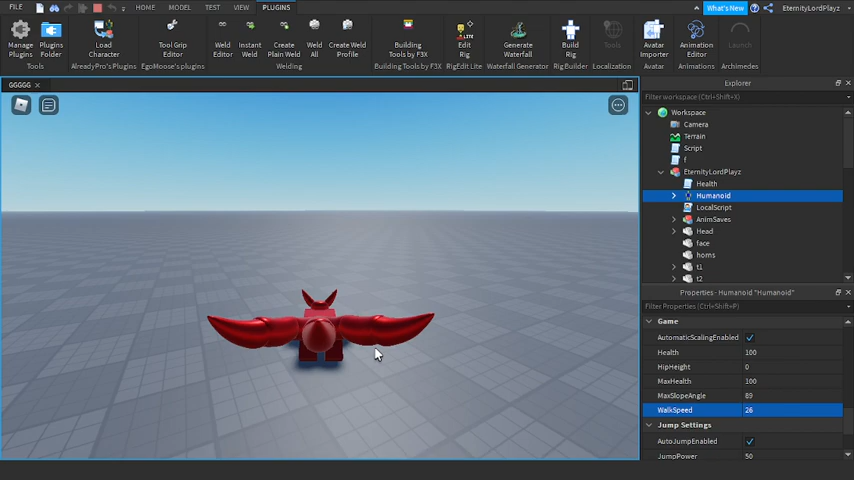 FILE HOME MODEL TEST VIEW PLUGINS What's New EternityLordPlayz
Manage Plugins Plugins Folder Load Character Tool Grip Editor Weld Editor Instant Weld Create Plain Weld Weld All Create Weld Profile Building Tools by F3X Edit Rig Generate Waterfall Build Rig Tools Avatar Importer Animation Editor Launch
LITE
Tools AlreadyPro's Plugins EgoMoose's plugins Welding Building Tools by F3X RigEdit Lite Waterfall Generator Rig Builder Localization Avatar Animations Archimedes
GGGGG
Explorer
Filter workspace (Ctrl+Shift+X)
Workspace
Camera
Terrain
Script
f
EternityLordPlayz
Health
Humanoid
LocalScript
AnimSaves
Head
face
horns
t1
t2
Properties - Humanoid "Humanoid"
Filter Properties (Ctrl+Shift+P)
Game
AutomaticScalingEnabled
Health 100
HipHeight 0
MaxHealth 100
MaxSlopeAngle 89
WalkSpeed 26
Jump Settings
AutoJumpEnabled
JumpPower 50